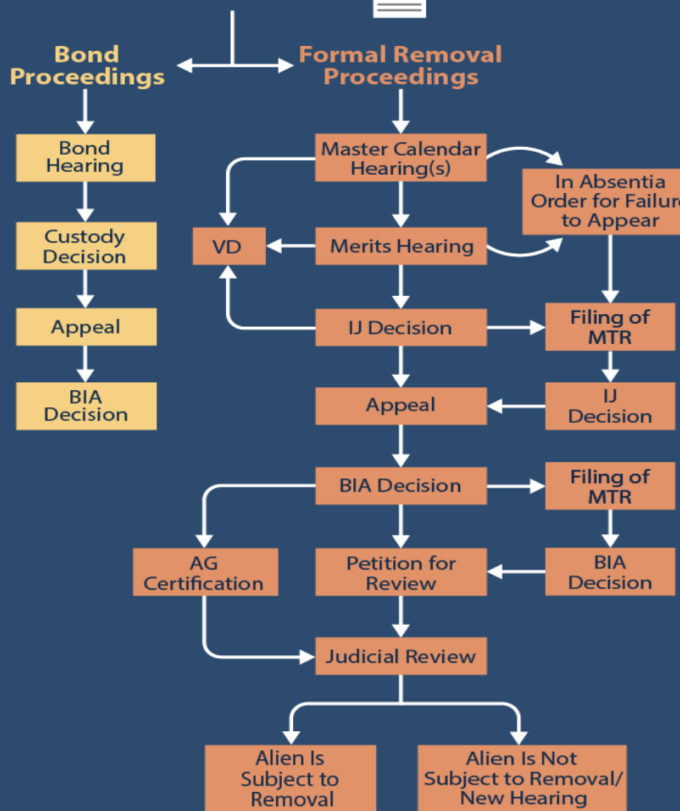 Bond
Proceedings
Formal Removal
Proceedings
Bond
Hearing
Custody
Decision
Appeal
BIA
Decision
Master Calendar
Hearing(s)
In Absentia
Order for Failure
to Appear
VD
Merits Hearing
IJ Decision
Filing of
MTR
Appeal
IJ
Decision
BIA Decision
Filing of
MTR
AG
Certification
Petition for
Review
BIA
Decision
Judicial Review
Alien Is
Subject to
Removal
Alien Is Not
Subject to Removal/
New Hearing